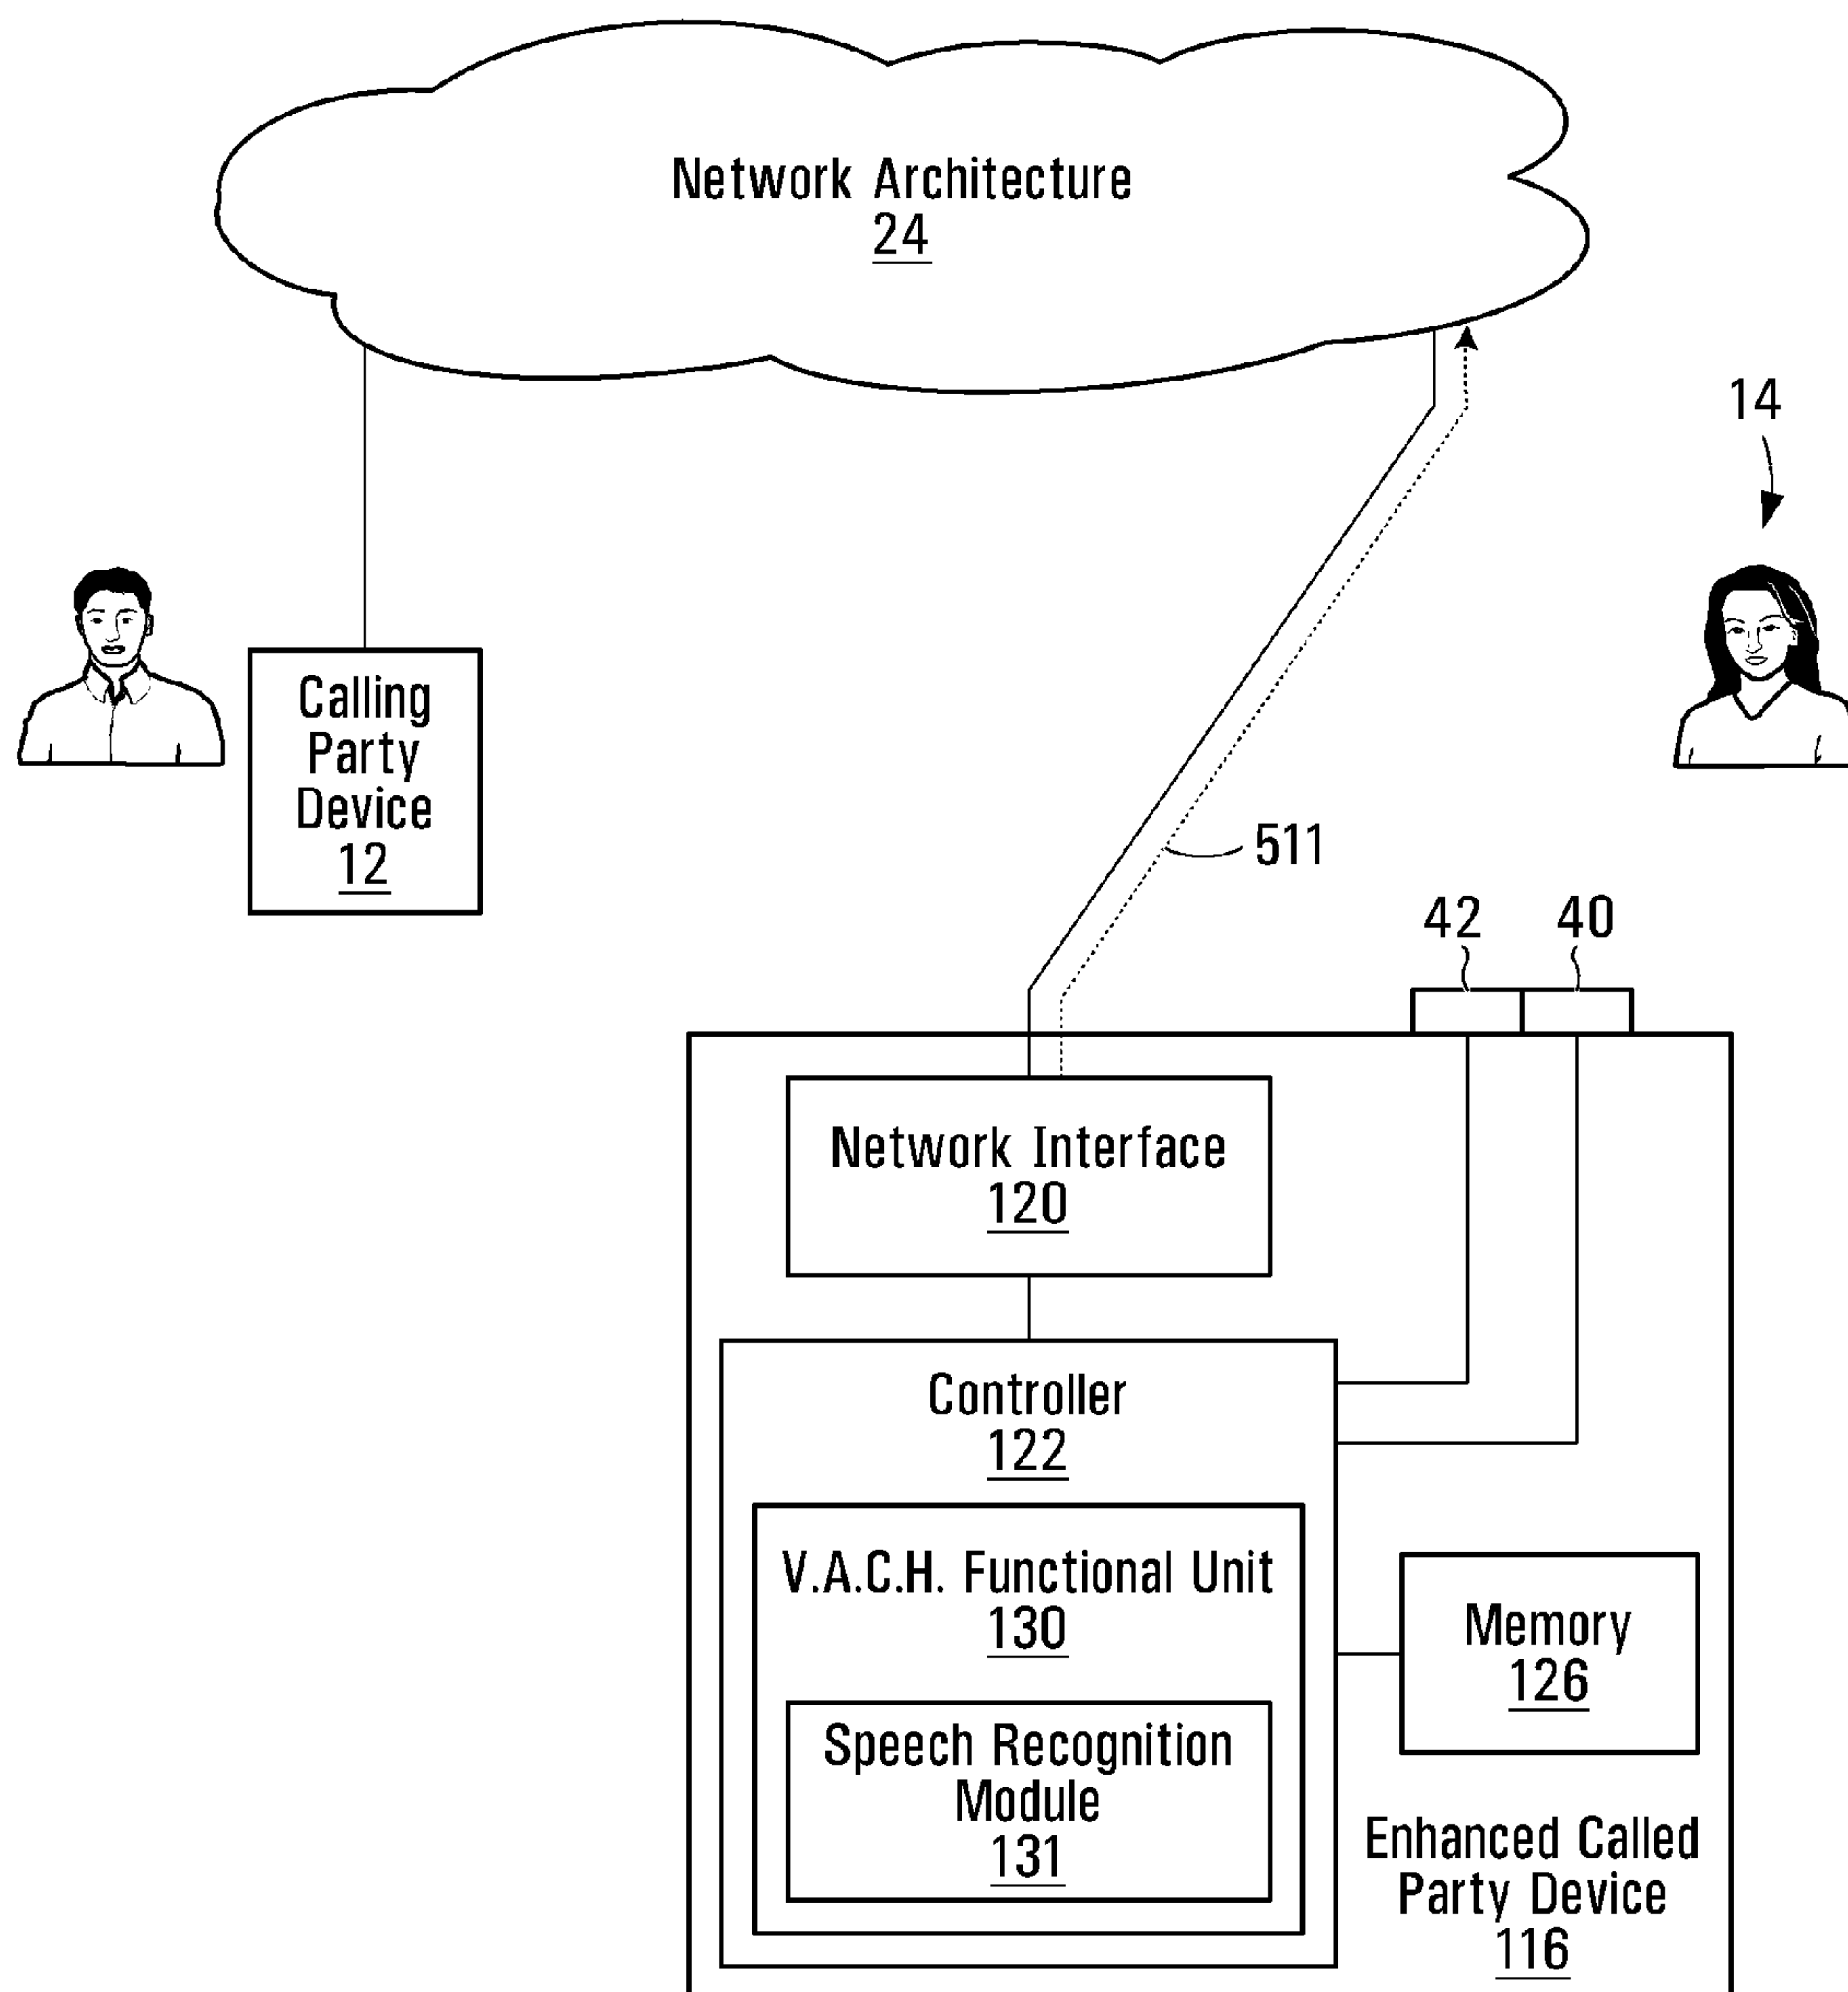 Network Architecture
24
14
Calling
Party
Device
12
511
42
40
Network Interface
120
Controller
122
V.A.C.H. Functional Unit
130
Memory
126
Speech Recognition
Module
131
Enhanced Called
Party Device
116